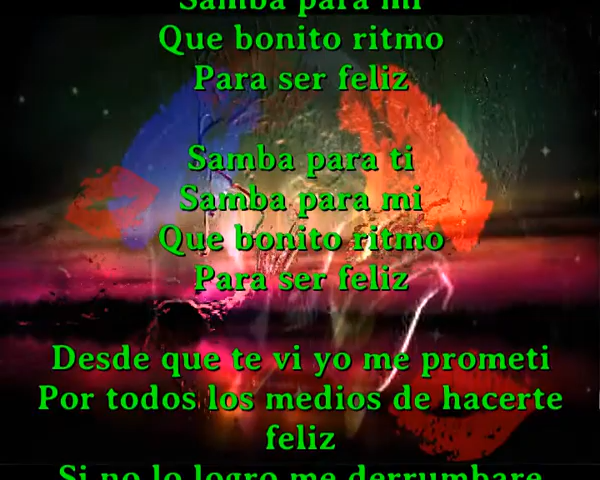 Samba para mi
Que bonito ritmo
Para ser feliz
Samba para ti
Samba para mi
Que bonito ritmo
Para ser feliz
Desde que te vi yo me prometi
Por todos los medios de hacerte
feliz
Si no lo logro me derrumbare